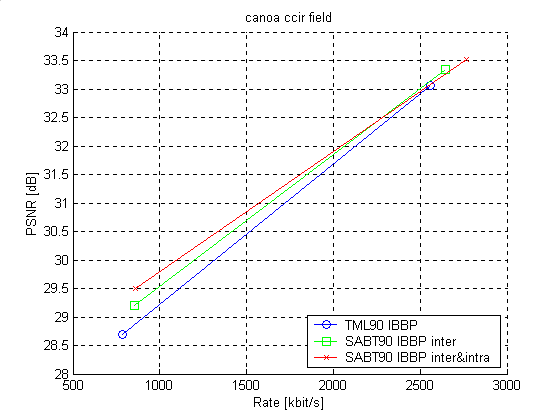 canoa ccir field
34
33.5
33
32.5
32
31.5
31
30.5
30
29.5
29
28.5
28
PSNR [dB]
TML90 IBBP
SABT90 IBBP inter
SABT90 IBBP inter&intra
500 1000 1500 2000 2500 3000
Rate [kbit/s]